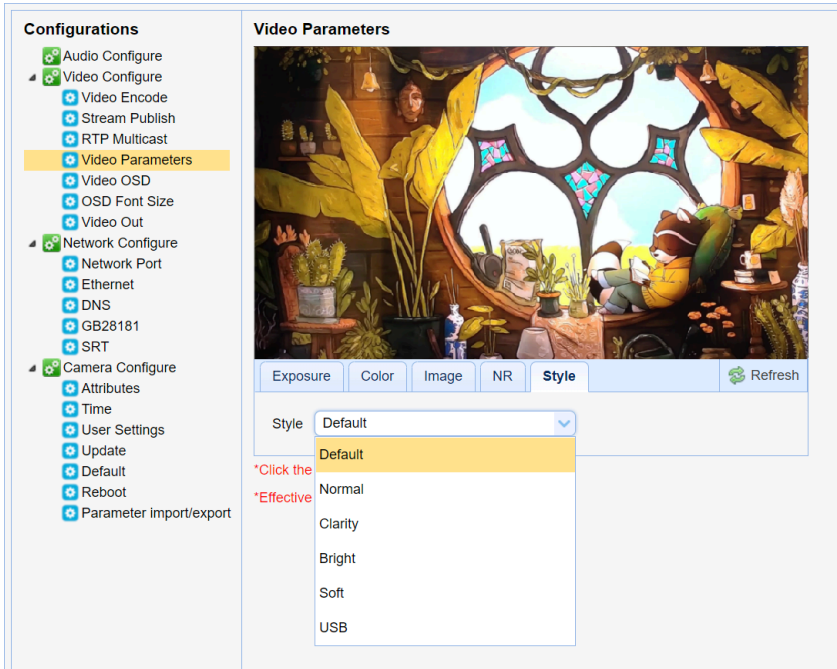 Configurations
Audio Configure
Video Configure
Video Encode
Stream Publish
RTP Multicast
Video Parameters
Video OSD
OSD Font Size
Video Out
Network Configure
Network Port
Ethernet
DNS
GB28181
SRT
Camera Configure
Attributes
Time
User Settings
Update
Default
Reboot
Parameter import/export
Video Parameters
Exposure Color Image NR Style Refresh
Style Default
Default
*Click the
Normal
*Effective
Clarity
Bright
Soft
USB